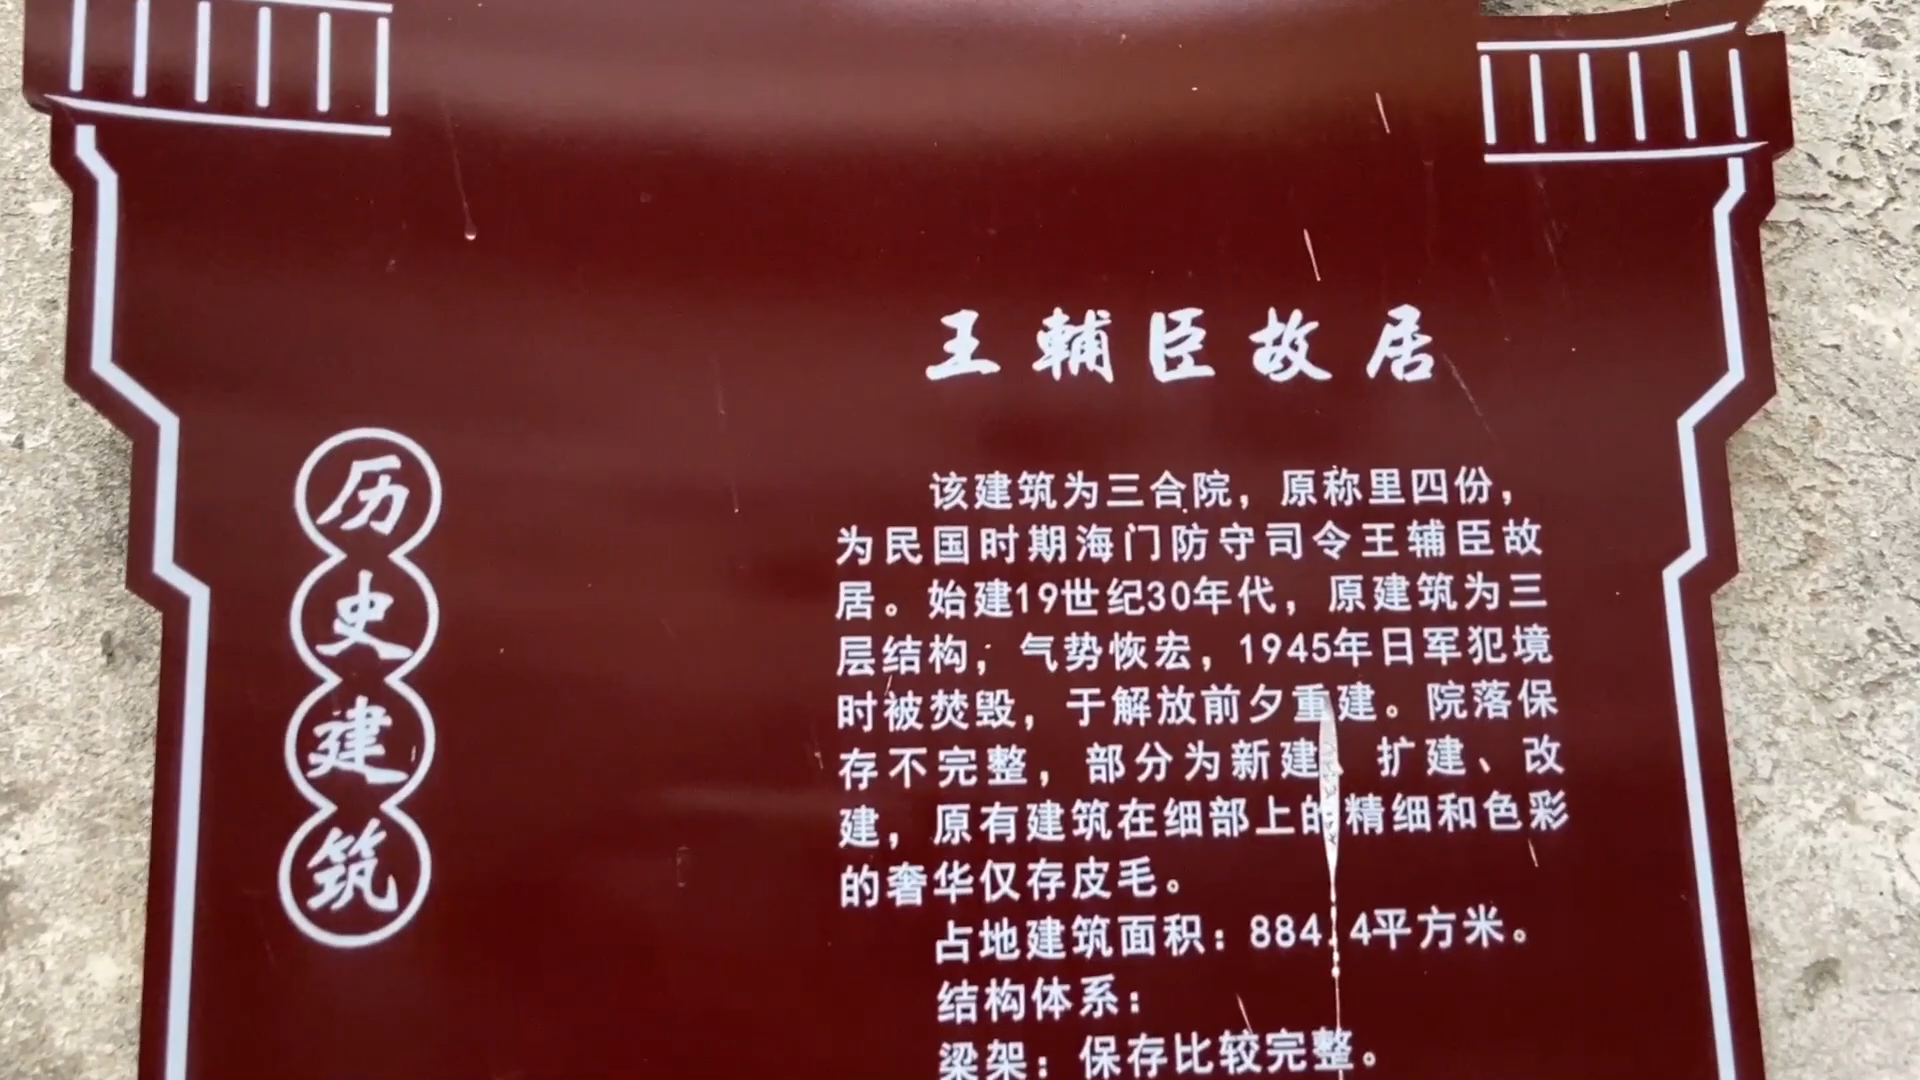 王輔臣故居
历史建筑
该建筑为三合院，原称里四份，
为民国时期海门防守司令王辅臣故
居。始建19世纪30年代，原建筑为三
层结构，气势恢宏，1945年日军犯境
时被焚毁，于解放前夕重建。院落保
存不完整，部分为新建、扩建、改
建，原有建筑在细部上的精细和色彩
的奢华仅存皮毛。
占地建筑面积：884.4平方米。
结构体系：
梁架：保存比较完整。